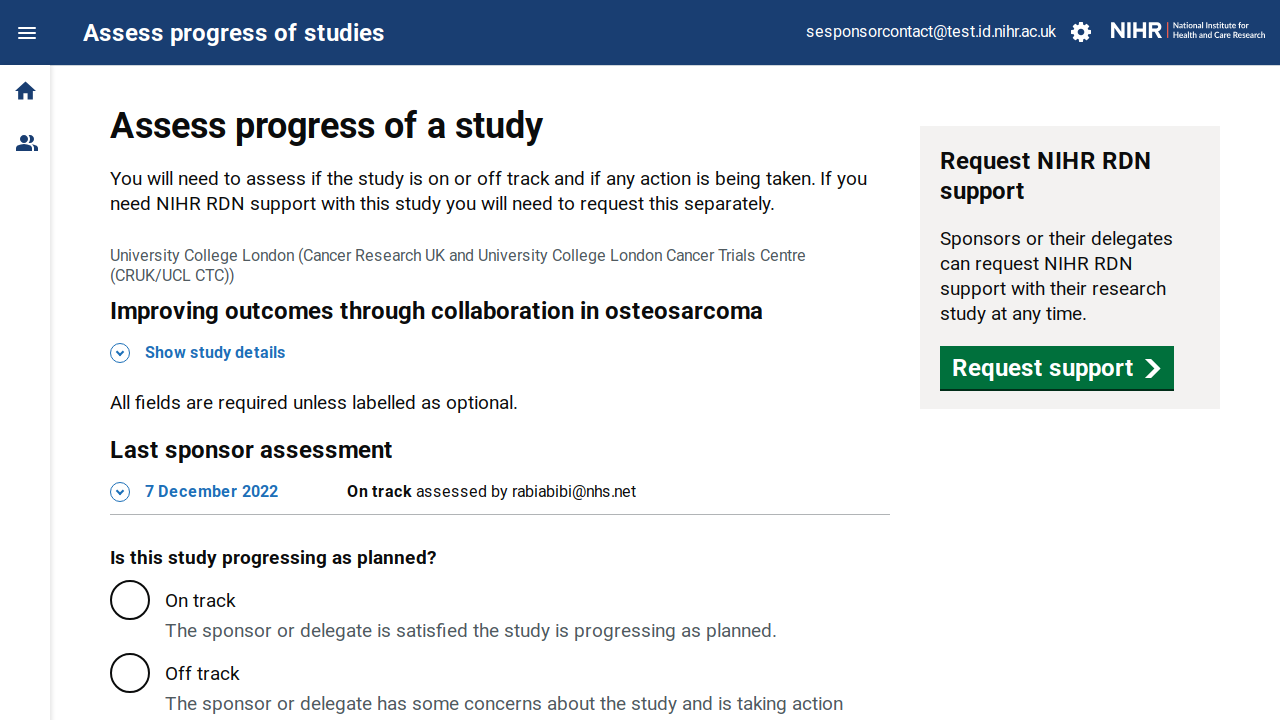 Assess progress of studies
sesponsorcontact@test.id.nihr.ac.uk
NIHR
National Institute for
Health and Care Research
Assess progress of a study
You will need to assess if the study is on or off track and if any action is being taken. If you
need NIHR RDN support with this study you will need to request this separately.
University College London (Cancer Research UK and University College London Cancer Trials Centre
(CRUK/UCL CTC))
Improving outcomes through collaboration in osteosarcoma
Show study details
All fields are required unless labelled as optional.
Last sponsor assessment
7 December 2022
On track assessed by rabiabibi@nhs.net
Is this study progressing as planned?
On track
The sponsor or delegate is satisfied the study is progressing as planned.
Off track
The sponsor or delegate has some concerns about the study and is taking action
Request NIHR RDN
support
Sponsors or their delegates
can request NIHR RDN
support with their research
study at any time.
Request support